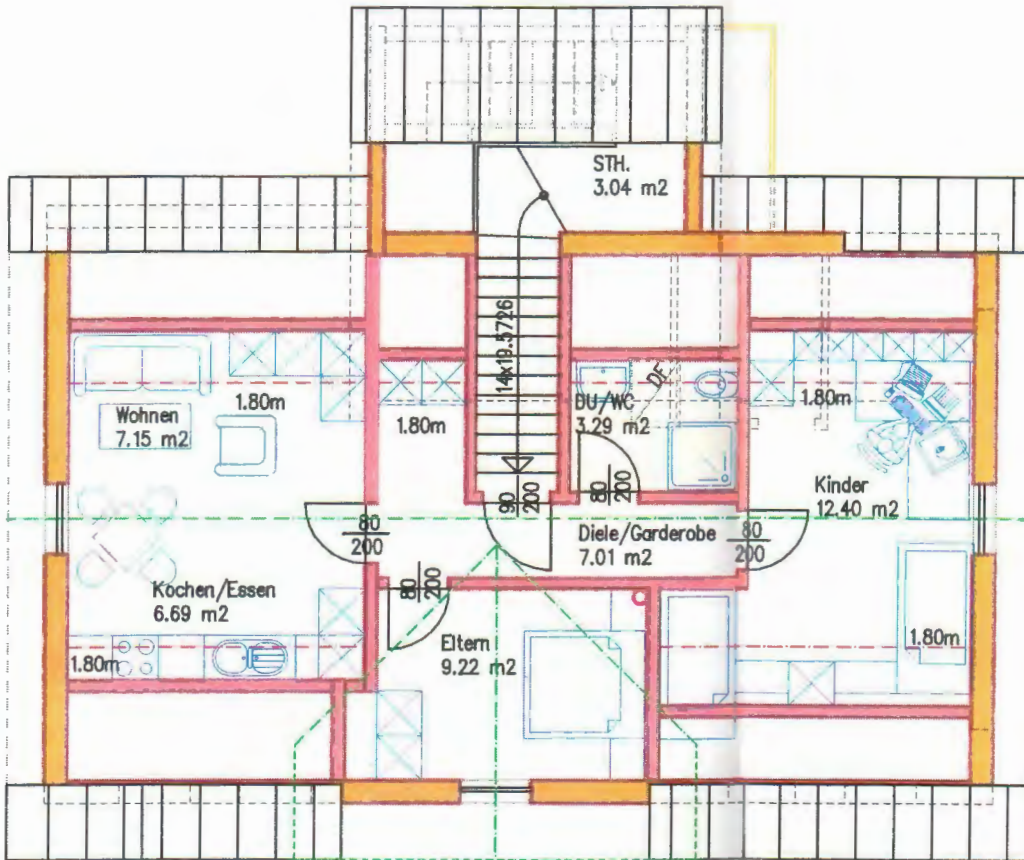 STH.
3.04 m2
14x19.5726
Wohnen
7.15 m2
1.80m
1.80m
DF
DU/WC
3.29 m2
1.80m
Kinder
12.40 m2
80
200
90
200
80
200
Diele/Garderobe
7.01 m2
80
200
80
200
Kochen/Essen
6.69 m2
1.80m
Eltern
9.22 m2
1.80m